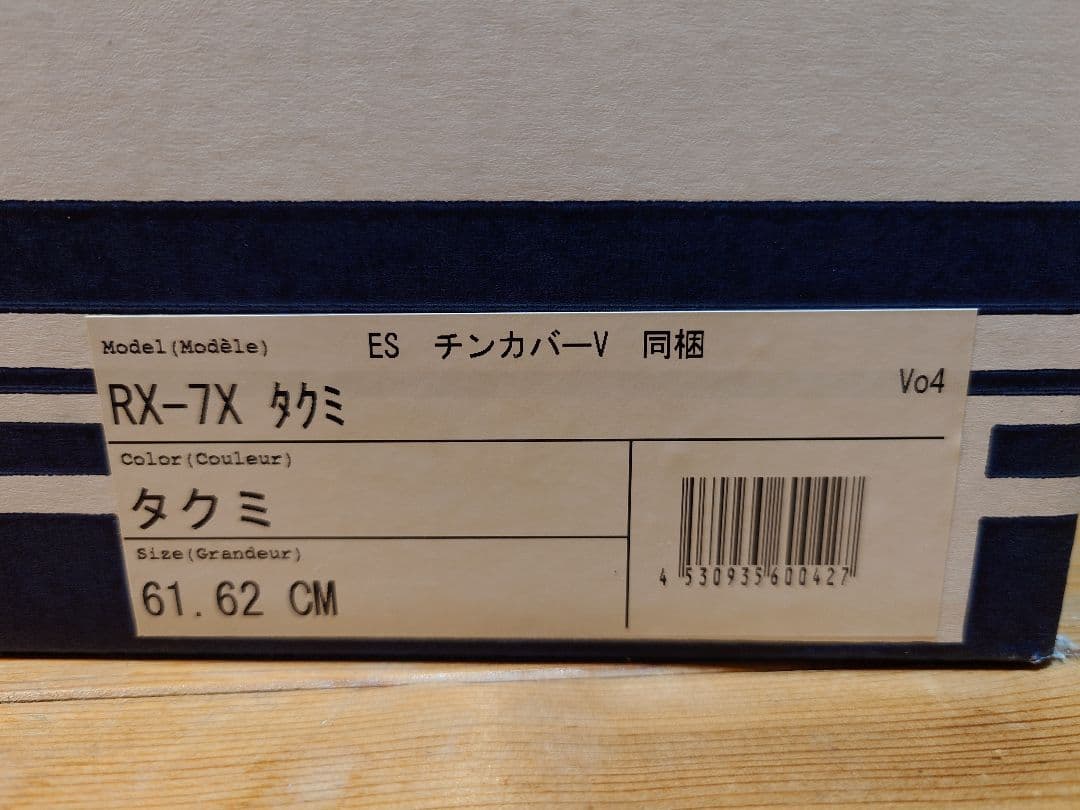 Model(Modèle) ES チンカバーV 同梱
RX-7X ﾀｸﾐ Vo4
Color(Couleur)
タクミ
Size(Grandeur)
61.62 CM
4 530935 600427